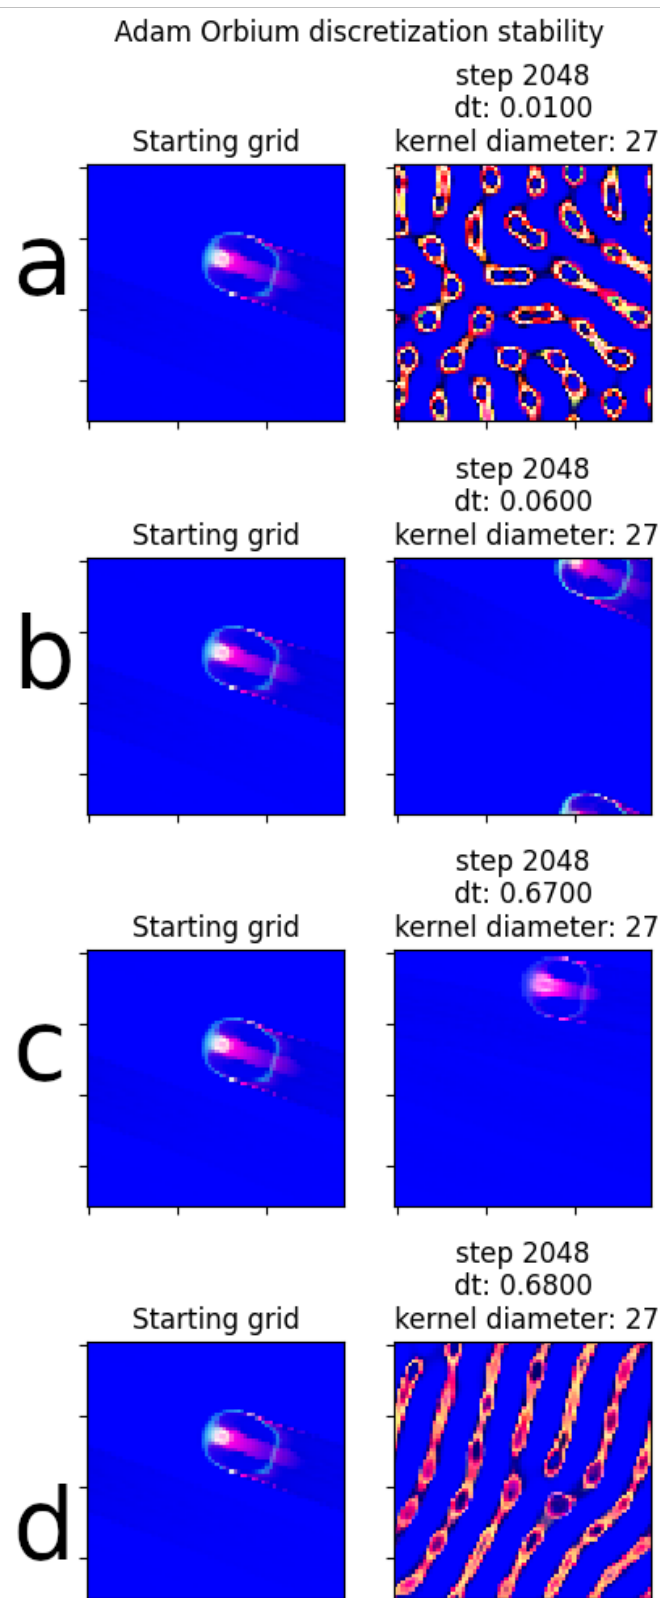 Adam Orbium discretization stability
step 2048
dt: 0.0100
Starting grid
kernel diameter: 27
a
step 2048
dt: 0.0600
Starting grid
kernel diameter: 27
b
step 2048
dt: 0.6700
Starting grid
kernel diameter: 27
c
step 2048
dt: 0.6800
Starting grid
kernel diameter: 27
d